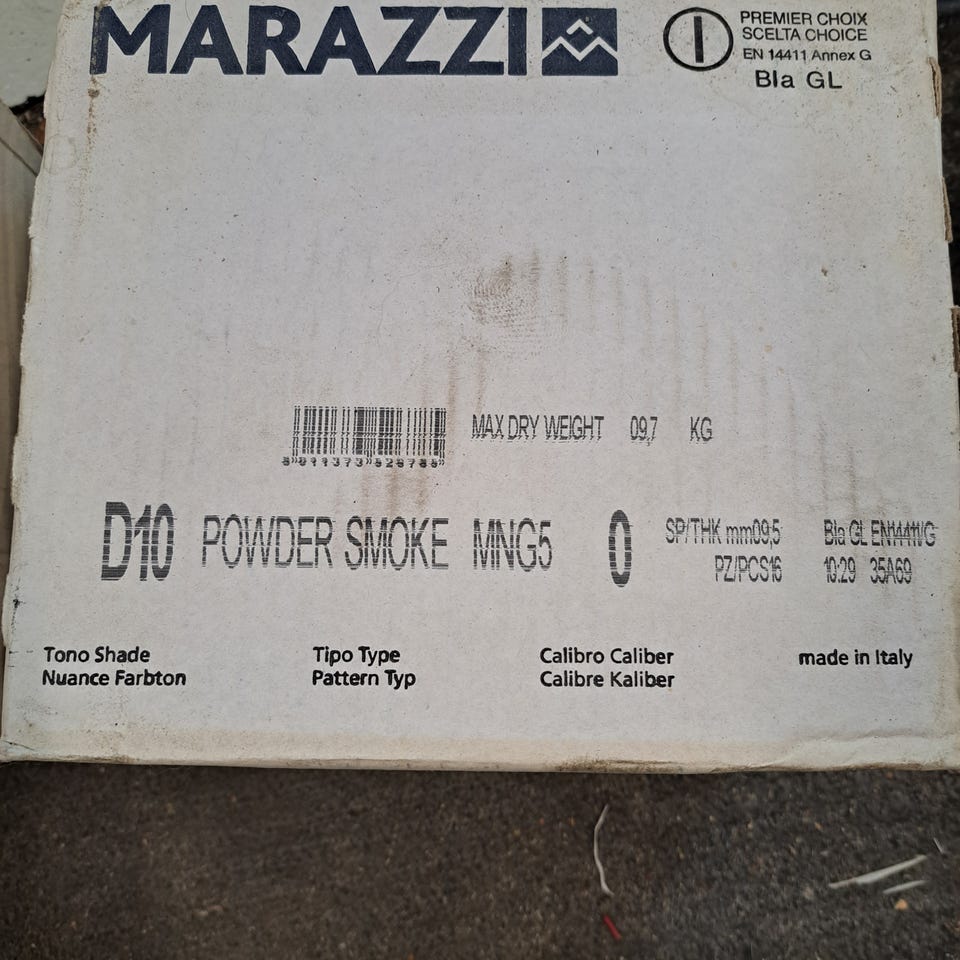 MARAZZI
PREMIER CHOIX
SCELTA CHOICE
EN 14411 Annex G
BIa GL
MAX DRY WEIGHT 09,7 KG
D10 POWDER SMOKE MNG5 0
SP/THK mm09,5 BIa GL EN14411/G
PZ/PCS16 10:29 35A69
Tono Shade
Nuance Farbton
Tipo Type
Pattern Typ
Calibro Caliber
Calibre Kaliber
made in Italy